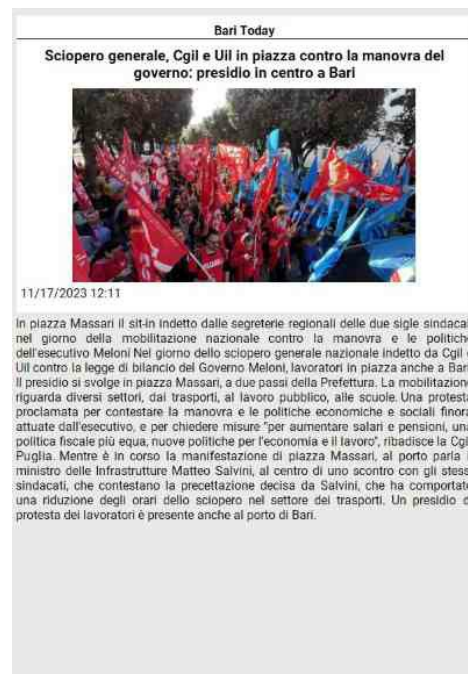 Bari Today
Sciopero generale, Cgil e Uil in piazza contro la manovra del
governo: presidio in centro a Bari
11/17/2023 12:11
In piazza Massari il sit-in indetto dalle segreterie regionali delle due sigle sindacal
nel giorno della mobilitazione nazionale contro la manovra e le politiche
dell'esecutivo Meloni Nel giorno dello sciopero generale nazionale indetto da Cgil e
Uil contro la legge di bilancio del Governo Meloni, lavoratori in piazza anche a Bari
Il presidio si svolge in piazza Massari, a due passi della Prefettura. La mobilitazione
riguarda diversi settori, dai trasporti, al lavoro pubblico, alle scuole. Una protesta
proclamata per contestare la manovra e le politiche economiche e sociali finora
attuate dall'esecutivo, e per chiedere misure "per aumentare salari e pensioni, una
politica fiscale più equa, nuove politiche per l'economia e il lavoro", ribadisce la Cgil
Puglia. Mentre è in corso la manifestazione di piazza Massari, al porto parla i
ministro delle Infrastrutture Matteo Salvini, al centro di uno scontro con gli stess
sindacati, che contestano la precettazione decisa da Salvini, che ha comportato
una riduzione degli orari dello sciopero nel settore dei trasporti. Un presidio d
protesta dei lavoratori è presente anche al porto di Bari.